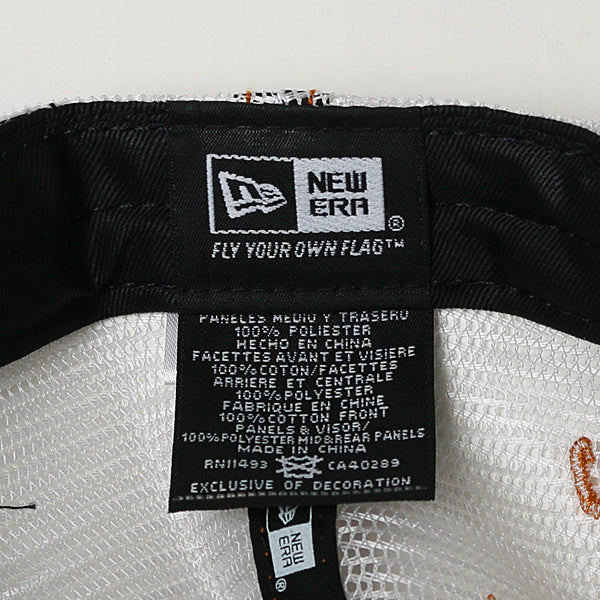 NEW
ERA
®
FLY YOUR OWN FLAG™
PANELES MEDIO Y TRASERO
100% POLIESTER
HECHO EN CHINA
FACETTES AVANT ET VISIERE
100% COTON/FACETTES
ARRIERE ET CENTRALE
100% POLYESTER
FABRIQUE EN CHINE
100% COTTON FRONT
PANELS & VISOR/
100% POLYESTER MID&REAR PANELS
MADE IN CHINA
RN11493 CA40289
EXCLUSIVE OF DECORATION
NEW
ERA
®